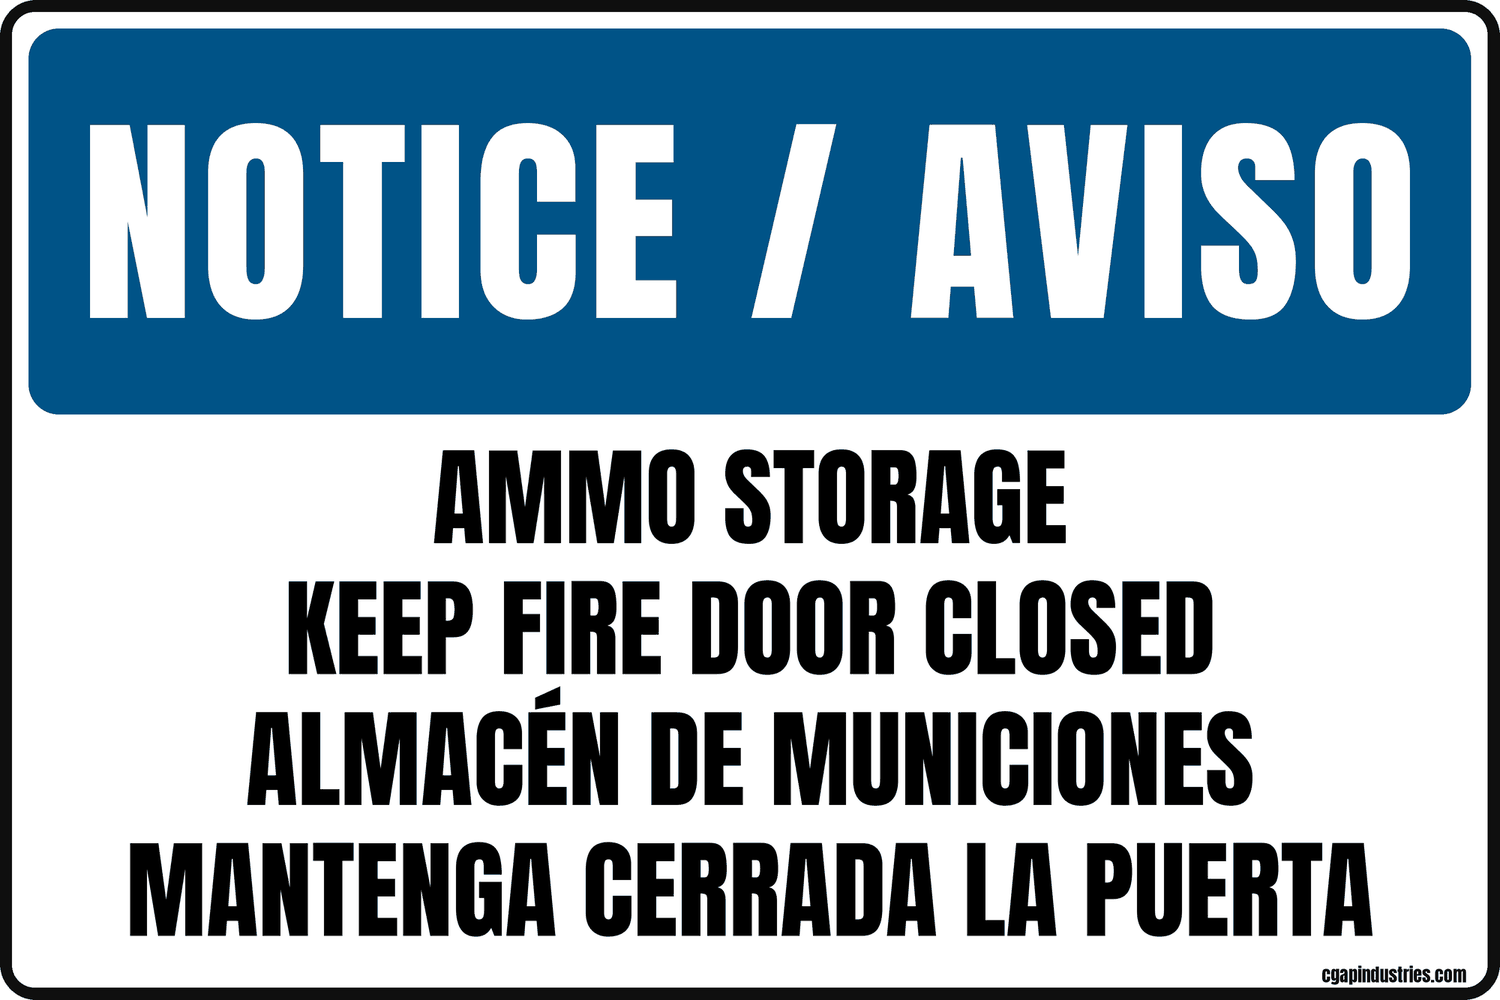 NOTICE / AVISO
AMMO STORAGE
KEEP FIRE DOOR CLOSED
ALMACÉN DE MUNICIONES
MANTENGA CERRADA LA PUERTA
cgapindustries.com